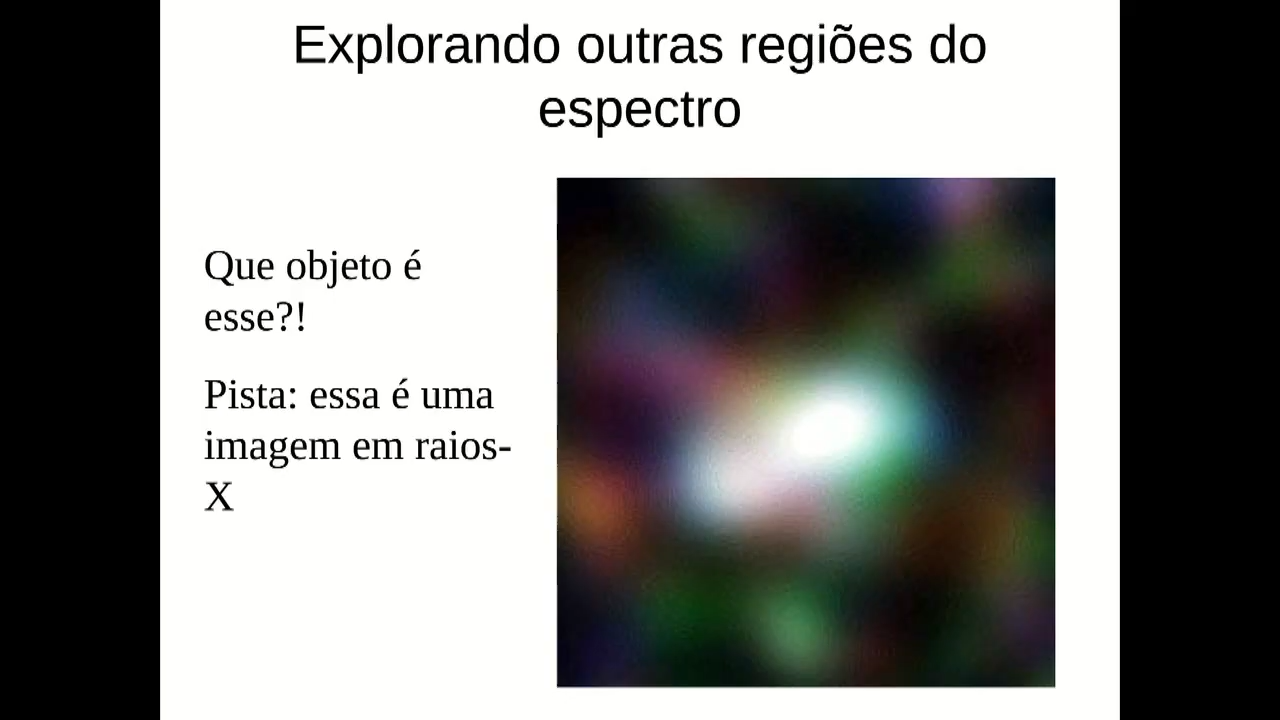 Explorando outras regiões do
espectro
Que objeto é
esse?!
Pista: essa é uma
imagem em raios-
X